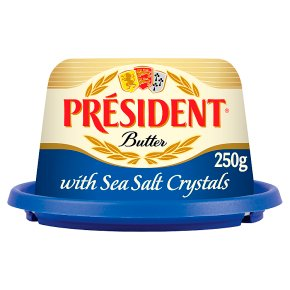 PRÉSIDENT
Butter
250g
with Sea Salt Crystals